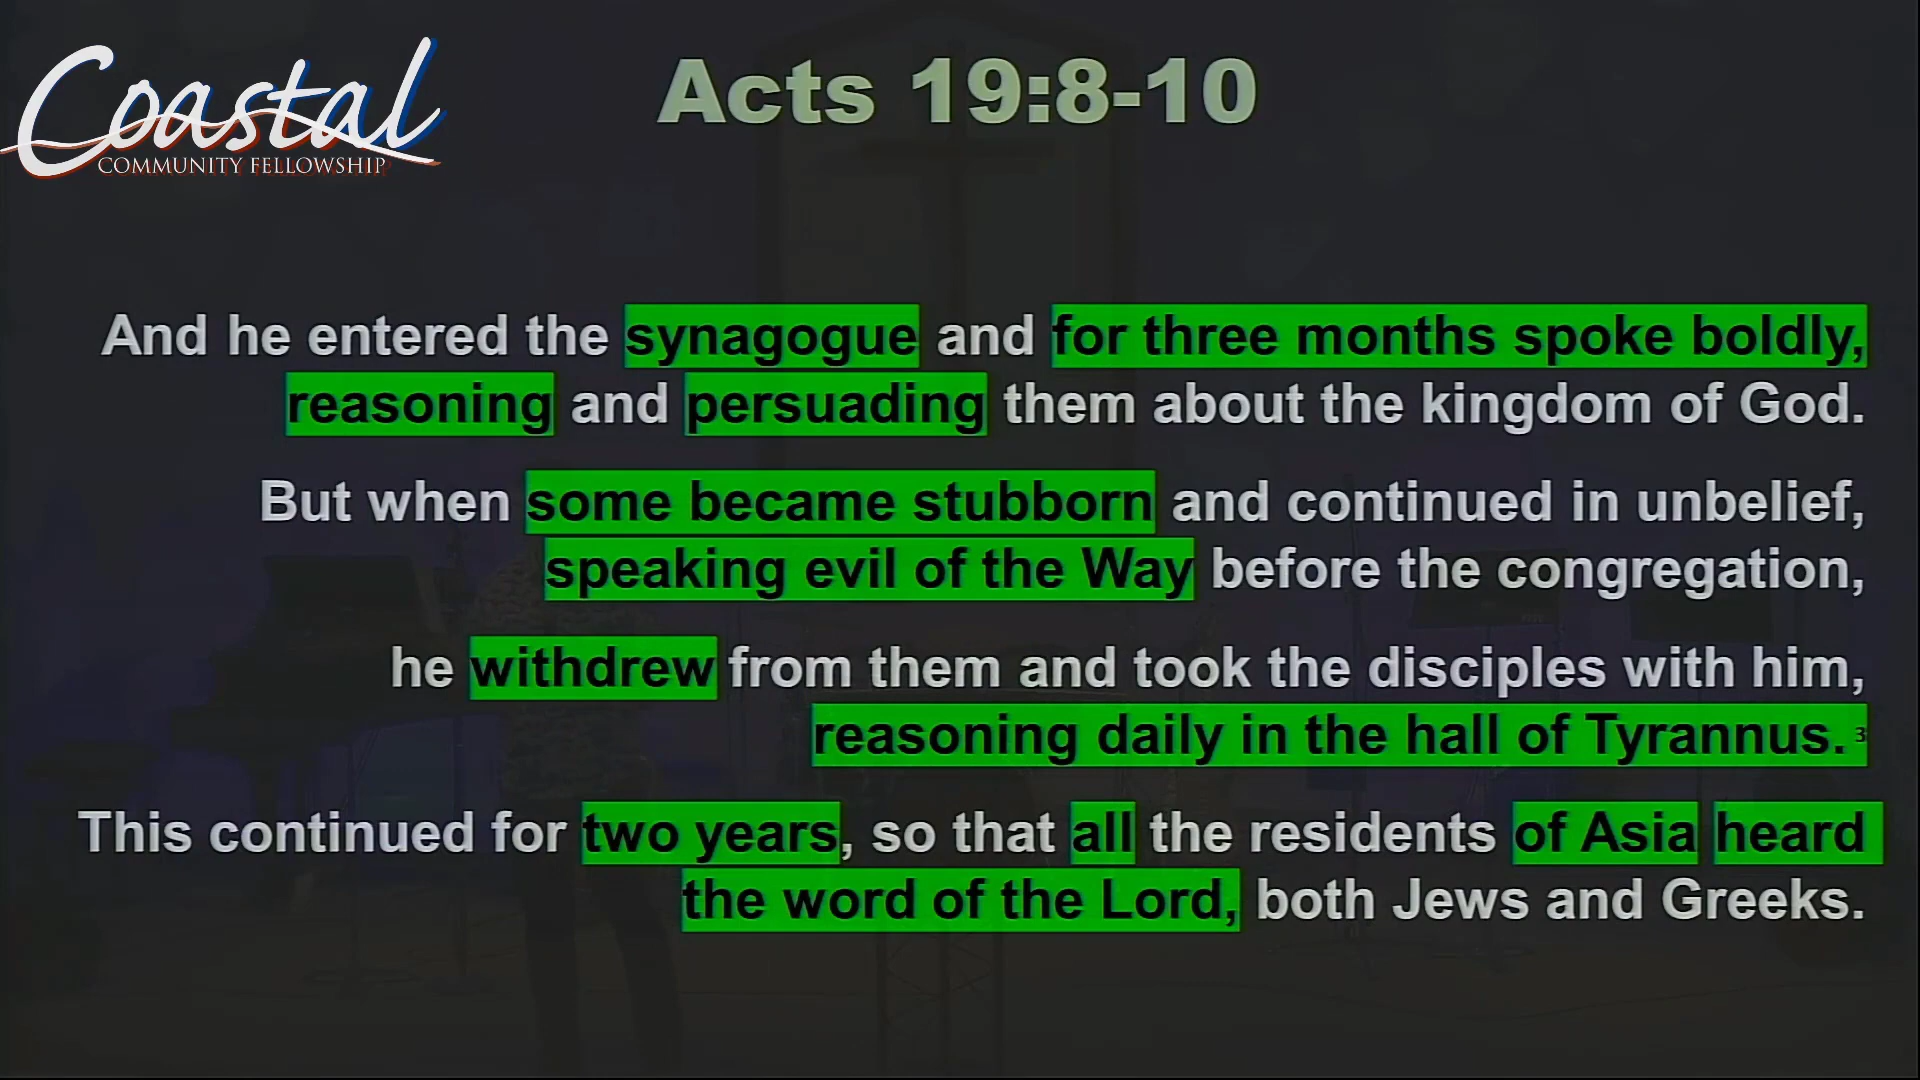 Coastal
COMMUNITY FELLOWSHIP
Acts 19:8-10
And he entered the synagogue and for three months spoke boldly,
reasoning and persuading them about the kingdom of God.
But when some became stubborn and continued in unbelief,
speaking evil of the Way before the congregation,
he withdrew from them and took the disciples with him,
reasoning daily in the hall of Tyrannus. 3
This continued for two years, so that all the residents of Asia heard
the word of the Lord, both Jews and Greeks.